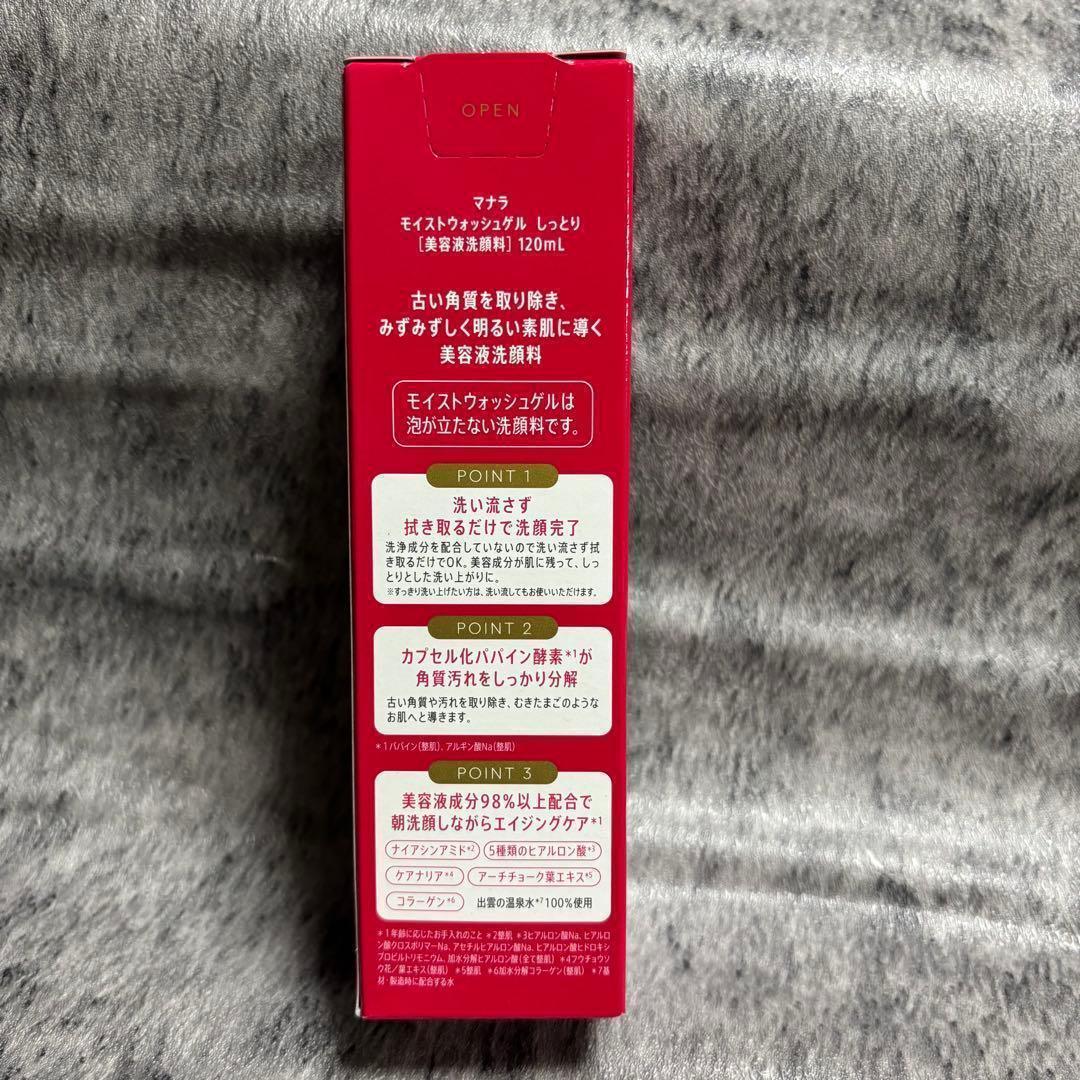 OPEN
マナラ
モイストウォッシュゲル しっとり
[美容液洗顔料] 120mL
古い角質を取り除き、
みずみずしく明るい素肌に導く
美容液洗顔料
モイストウォッシュゲルは
泡が立たない洗顔料です。
POINT 1
洗い流さず
拭き取るだけで洗顔完了
洗浄成分を配合していないので洗い流さず拭
き取るだけでOK。美容成分が肌に残って、しっ
とりとした洗い上がりに。
※すっきり洗い上げたい方は、洗い流してもお使いいただけます。
POINT 2
カプセル化パパイン酵素*1が
角質汚れをしっかり分解
古い角質や汚れを取り除き、むきたまごのような
お肌へと導きます。
*1 パパイン(整肌)、アルギン酸Na(整肌)
POINT 3
美容液成分98%以上配合で
朝洗顔しながらエイジングケア*1
ナイアシンアミド*2 5種類のヒアルロン酸*3
ケアナリア*4 アーチチョーク葉エキス*5
コラーゲン*6 出雲の温泉水*7100%使用
*1年齢に応じたお手入れのこと *2整肌 *3ヒアルロン酸Na、ヒアルロ
ン酸クロスポリマーNa、アセチルヒアルロン酸Na、ヒアルロン酸ヒドロキシ
プロピルトリモニウム、加水分解ヒアルロン酸(全て整肌) *4フウチョウソ
ウ花/葉エキス(整肌) *5整肌 *6加水分解コラーゲン(整肌) *7基
材・製造時に配合する水